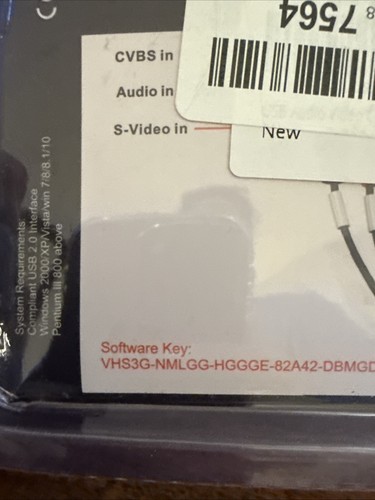 7564
8
CVBS in
Audio in
S-Video in
New
System Requirements
Compliant USB 2.0 Interface
Windows 2000/XP/Vista/win 7/8/8.1/10
Pentium III 800 above
Software Key:
VHS3G-NMLGG-HGGGE-82A42-DBMGD